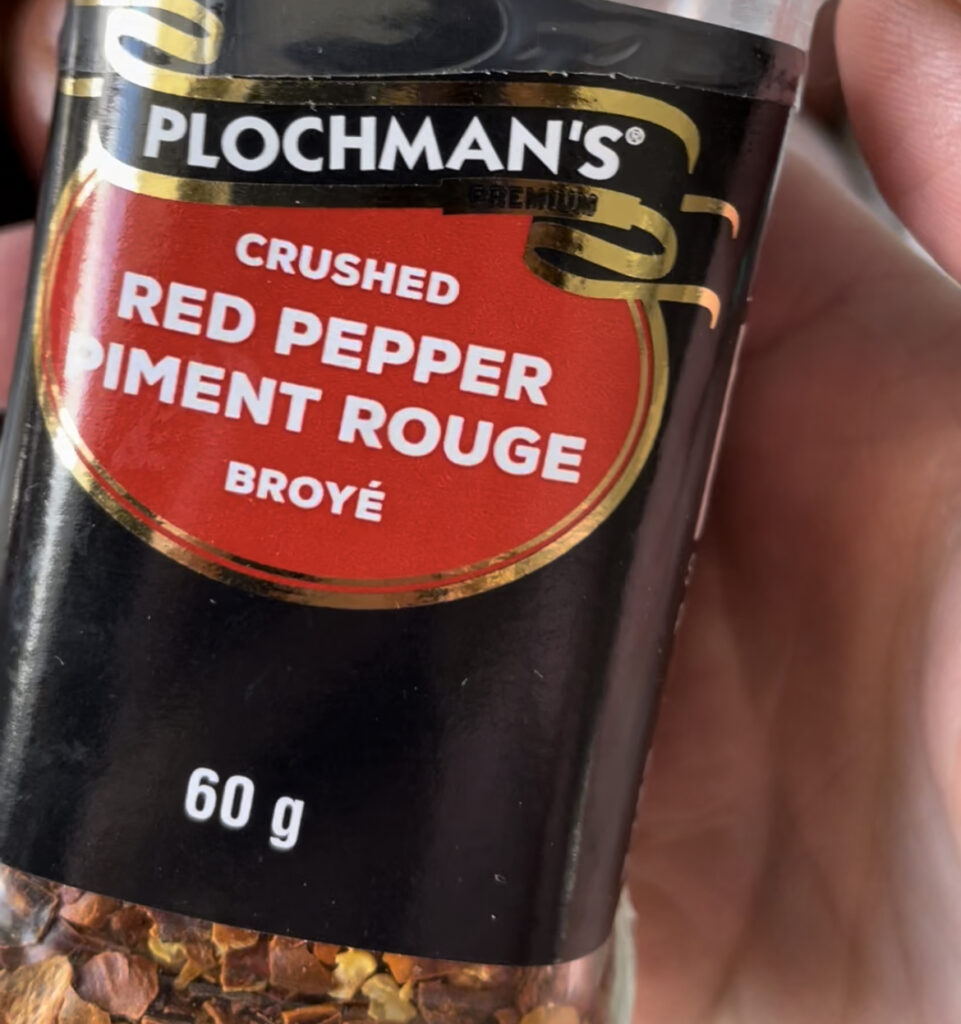 PLOCHMAN'S®
PREMIUM
CRUSHED
RED PEPPER
PIMENT ROUGE
BROYÉ
60 g